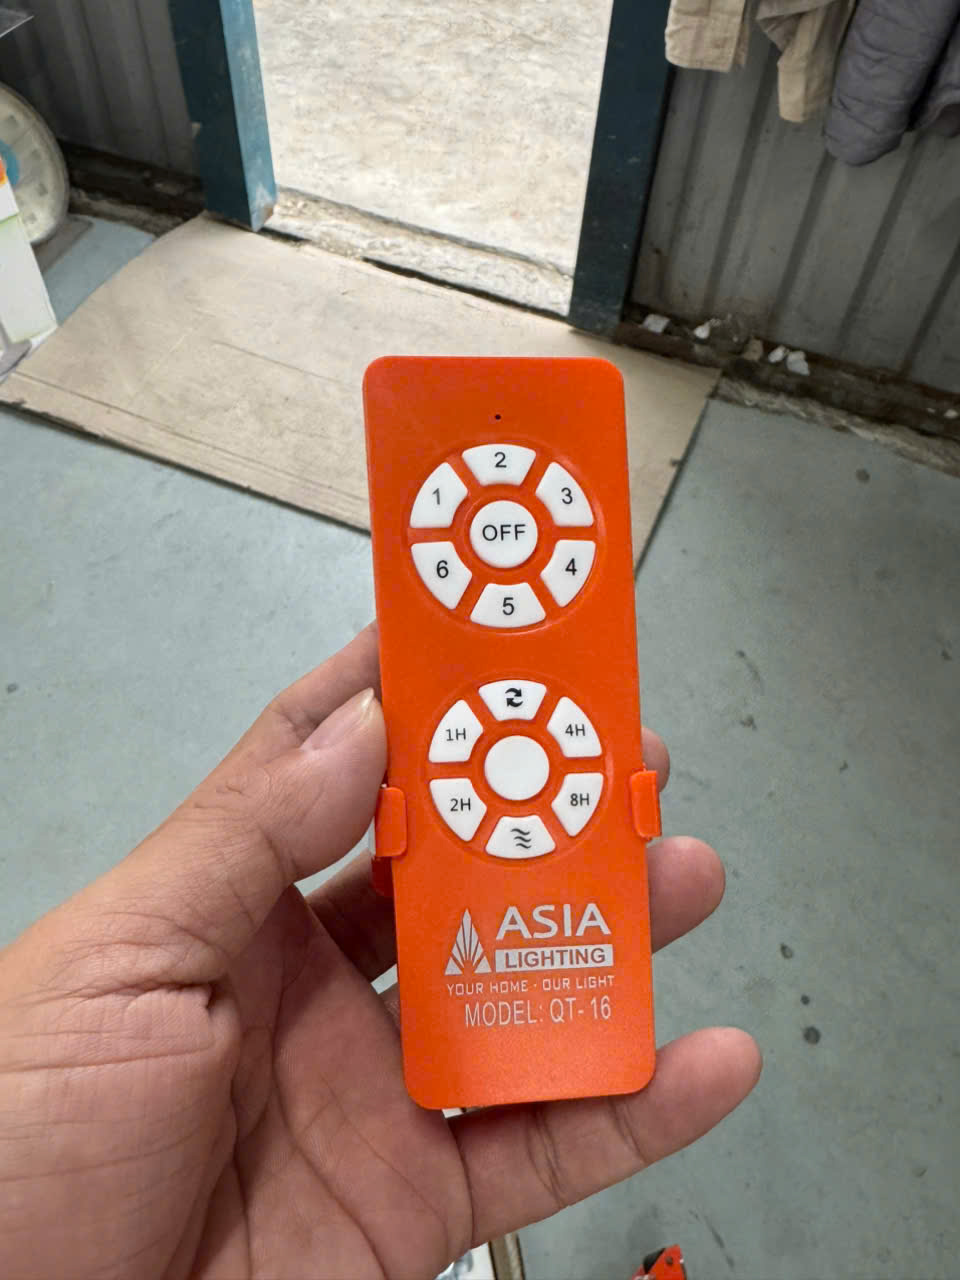 2
1 3
OFF
6 4
5
1H 4H
2H 8H
ASIA
LIGHTING
YOUR HOME - OUR LIGHT
MODEL: QT- 16